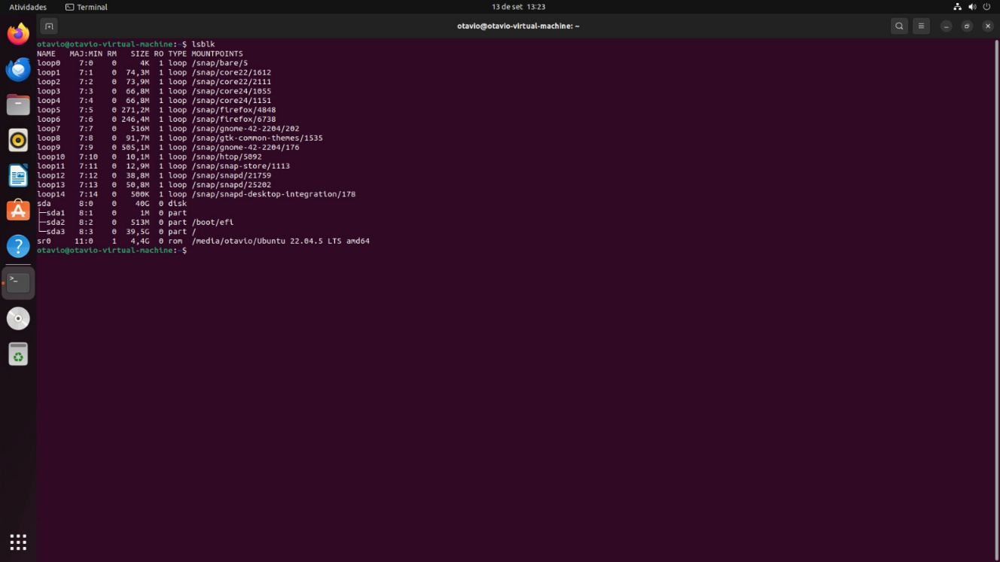 Atividades Terminal 13 de set 13:23
otavio@otavio-virtual-machine: ~
otavio@otavio-virtual-machine:~$ lsblk
NAME   MAJ:MIN RM   SIZE RO TYPE MOUNTPOINTS
loop0    7:0    0     4K  1 loop /snap/bare/5
loop1    7:1    0  74,3M  1 loop /snap/core22/1612
loop2    7:2    0  73,9M  1 loop /snap/core22/2111
loop3    7:3    0  66,8M  1 loop /snap/core24/1055
loop4    7:4    0  66,8M  1 loop /snap/core24/1151
loop5    7:5    0 271,2M  1 loop /snap/firefox/4848
loop6    7:6    0 246,4M  1 loop /snap/firefox/6738
loop7    7:7    0   516M  1 loop /snap/gnome-42-2204/202
loop8    7:8    0  91,7M  1 loop /snap/gtk-common-themes/1535
loop9    7:9    0 505,1M  1 loop /snap/gnome-42-2204/176
loop10   7:10   0  10,1M  1 loop /snap/htop/5092
loop11   7:11   0  12,9M  1 loop /snap/snap-store/1113
loop12   7:12   0  38,8M  1 loop /snap/snapd/21759
loop13   7:13   0  50,8M  1 loop /snap/snapd/25202
loop14   7:14   0   500K  1 loop /snap/snapd-desktop-integration/178
sda      8:0    0    40G  0 disk
├─sda1   8:1    0     1M  0 part
├─sda2   8:2    0   513M  0 part /boot/efi
└─sda3   8:3    0  39,5G  0 part /
sr0     11:0    1   4,4G  0 rom  /media/otavio/Ubuntu 22.04.5 LTS amd64
otavio@otavio-virtual-machine:~$